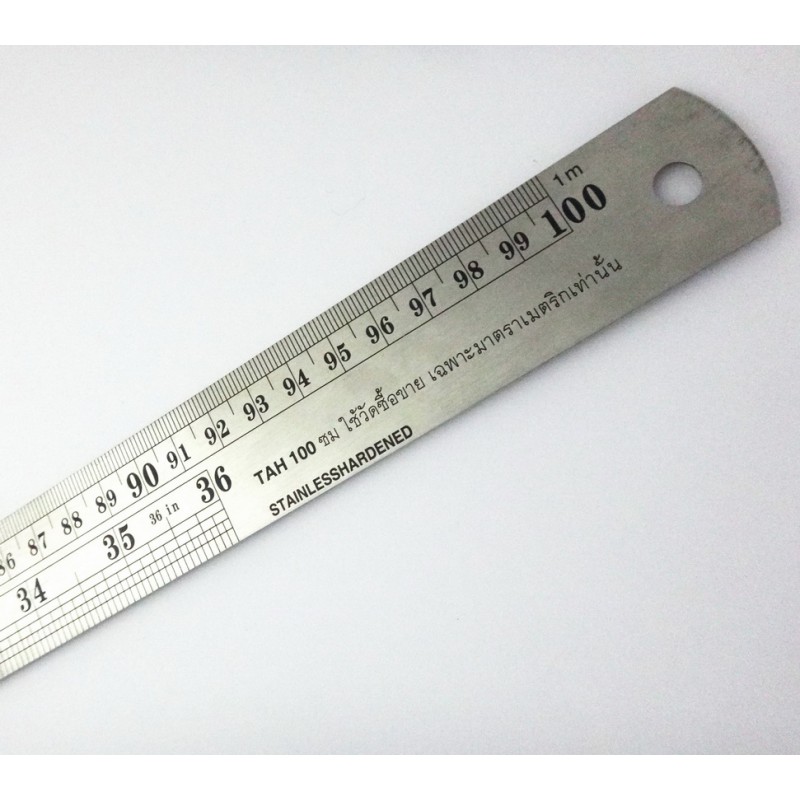 1 m
86 87 88 89 90 91 92 93 94 95 96 97 98 99 100
34 35 36 in 36
TAH 100 ซม ใช้วัดซื้อขาย เฉพาะมาตราเมตริกเท่านั้น
STAINLESSHARDENED